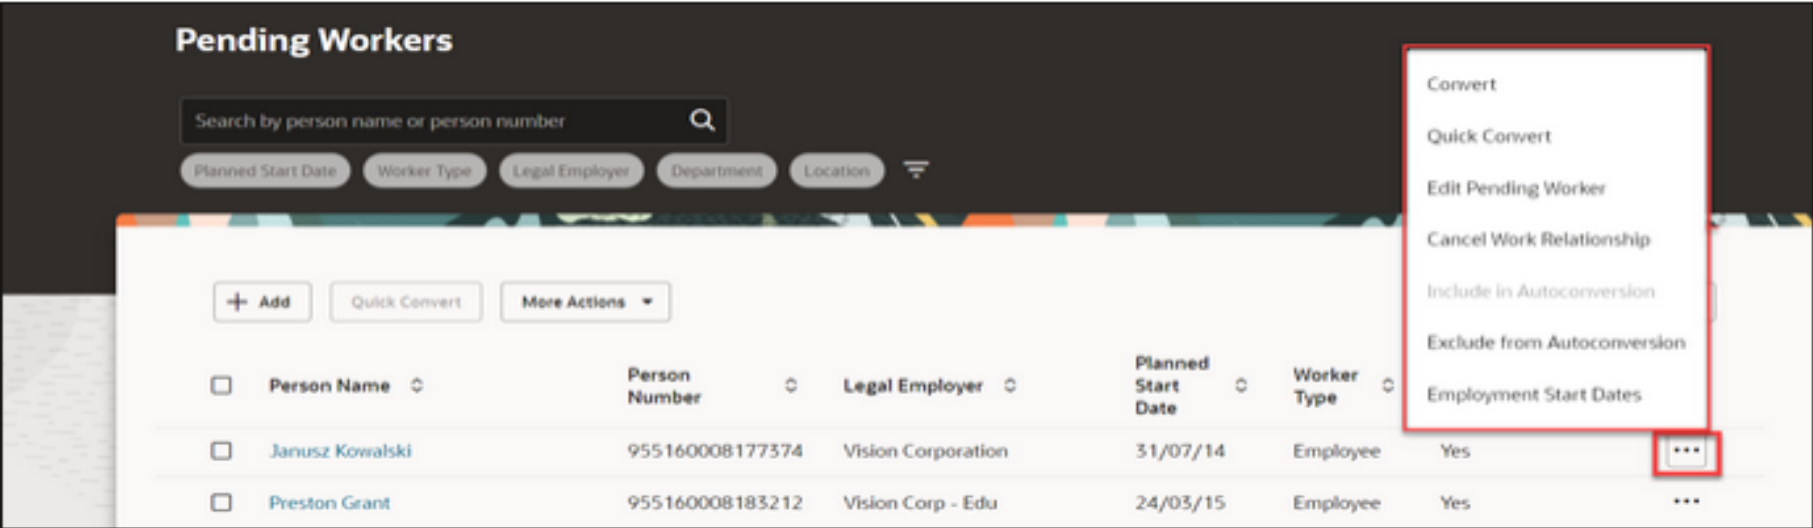 Pending Workers
Search by person name or person number
Planned Start Date Worker Type Legal Employer Department Location
Convert
Quick Convert
Edit Pending Worker
Cancel Work Relationship
Include in Autoconversion
Exclude from Autoconversion
Employment Start Dates
+ Add Quick Convert More Actions
Person Name Person Number Legal Employer Planned Start Date Worker Type
Janusz Kowalski 955160008177374 Vision Corporation 31/07/14 Employee Yes ...
Preston Grant 955160008183212 Vision Corp - Edu 24/03/15 Employee Yes ...